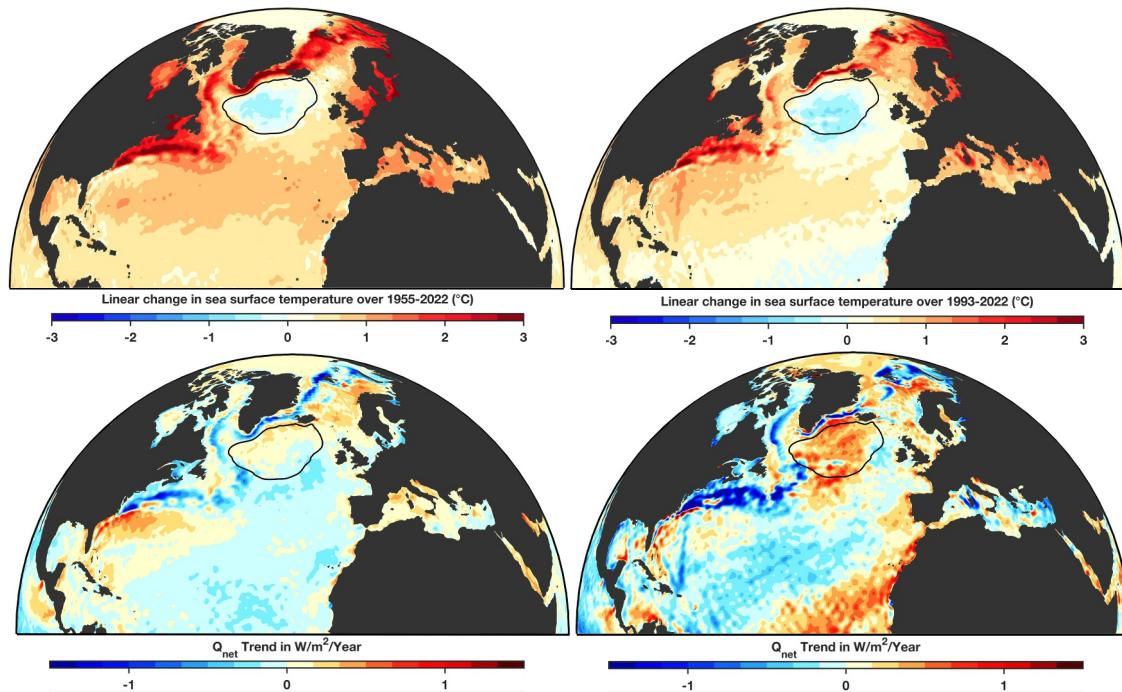 Linear change in sea surface temperature over 1955-2022 (°C)
-3 -2 -1 0 1 2 3
Linear change in sea surface temperature over 1993-2022 (°C)
-3 -2 -1 0 1 2 3
Qnet Trend in W/m²/Year
-1 0 1
Qnet Trend in W/m²/Year
-1 0 1